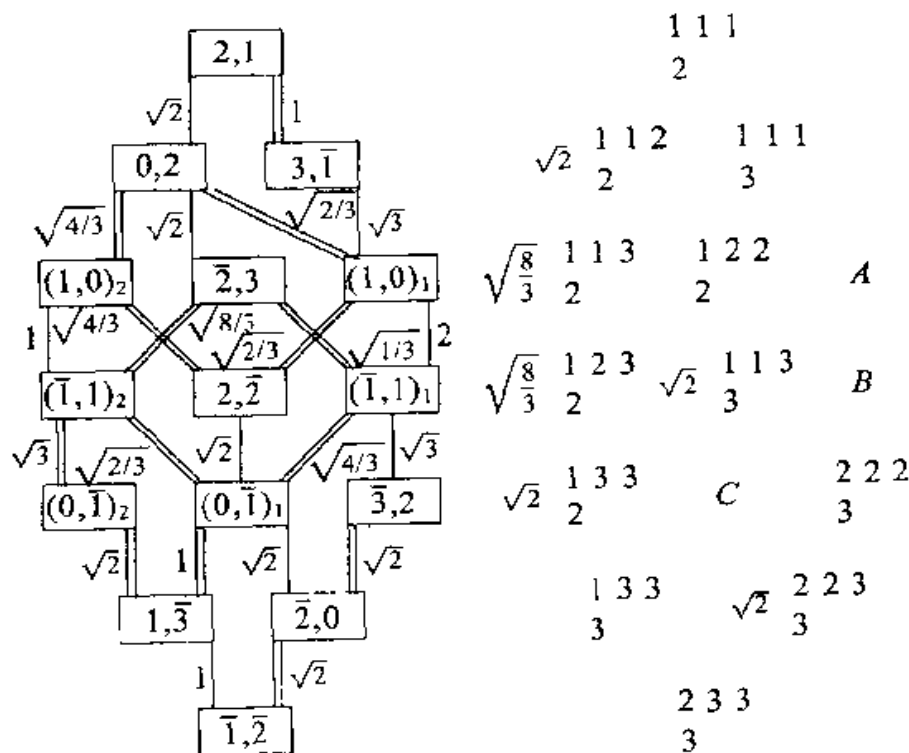 2,1
1 1 1
2
√2 1
0,2 3,1̅
√2 1 1 2 1 1 1
2 3
√4/3 √2 √2/3 √3
(1,0)₂ 2̅,3 (1,0)₁
√8/3 1 1 3 1 2 2 A
2 2
1 √4/3 √8/3 √2/3 √1/3 2
(1̅,1)₂ 2,2̅ (1̅,1)₁
√8/3 1 2 3 √2 1 1 3 B
2 3
√3 √2/3 √2 √4/3 √3
(0,1̅)₂ (0,1̅)₁ 3̅,2
√2 1 3 3 C 2 2 2
2 3
√2 1 √2 √2
1,3̅ 2̅,0
1 3 3 √2 2 2 3
3 3
1 √2
1̅,2̅
2 3 3
3